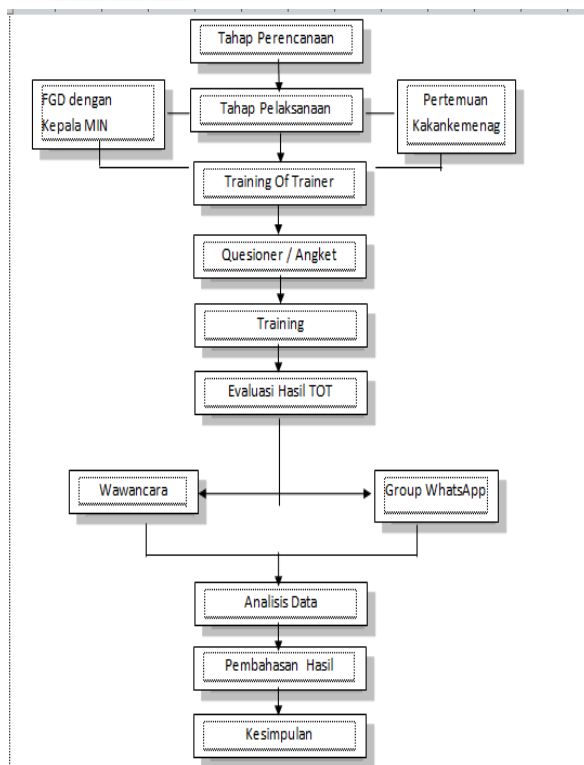 Tahap Perencanaan
FGD dengan
Kepala MIN
Tahap Pelaksanaan
Pertemuan
Kakankemenag
Training Of Trainer
Quesioner / Angket
Training
Evaluasi Hasil TOT
Wawancara
Group WhatsApp
Analisis Data
Pembahasan Hasil
Kesimpulan